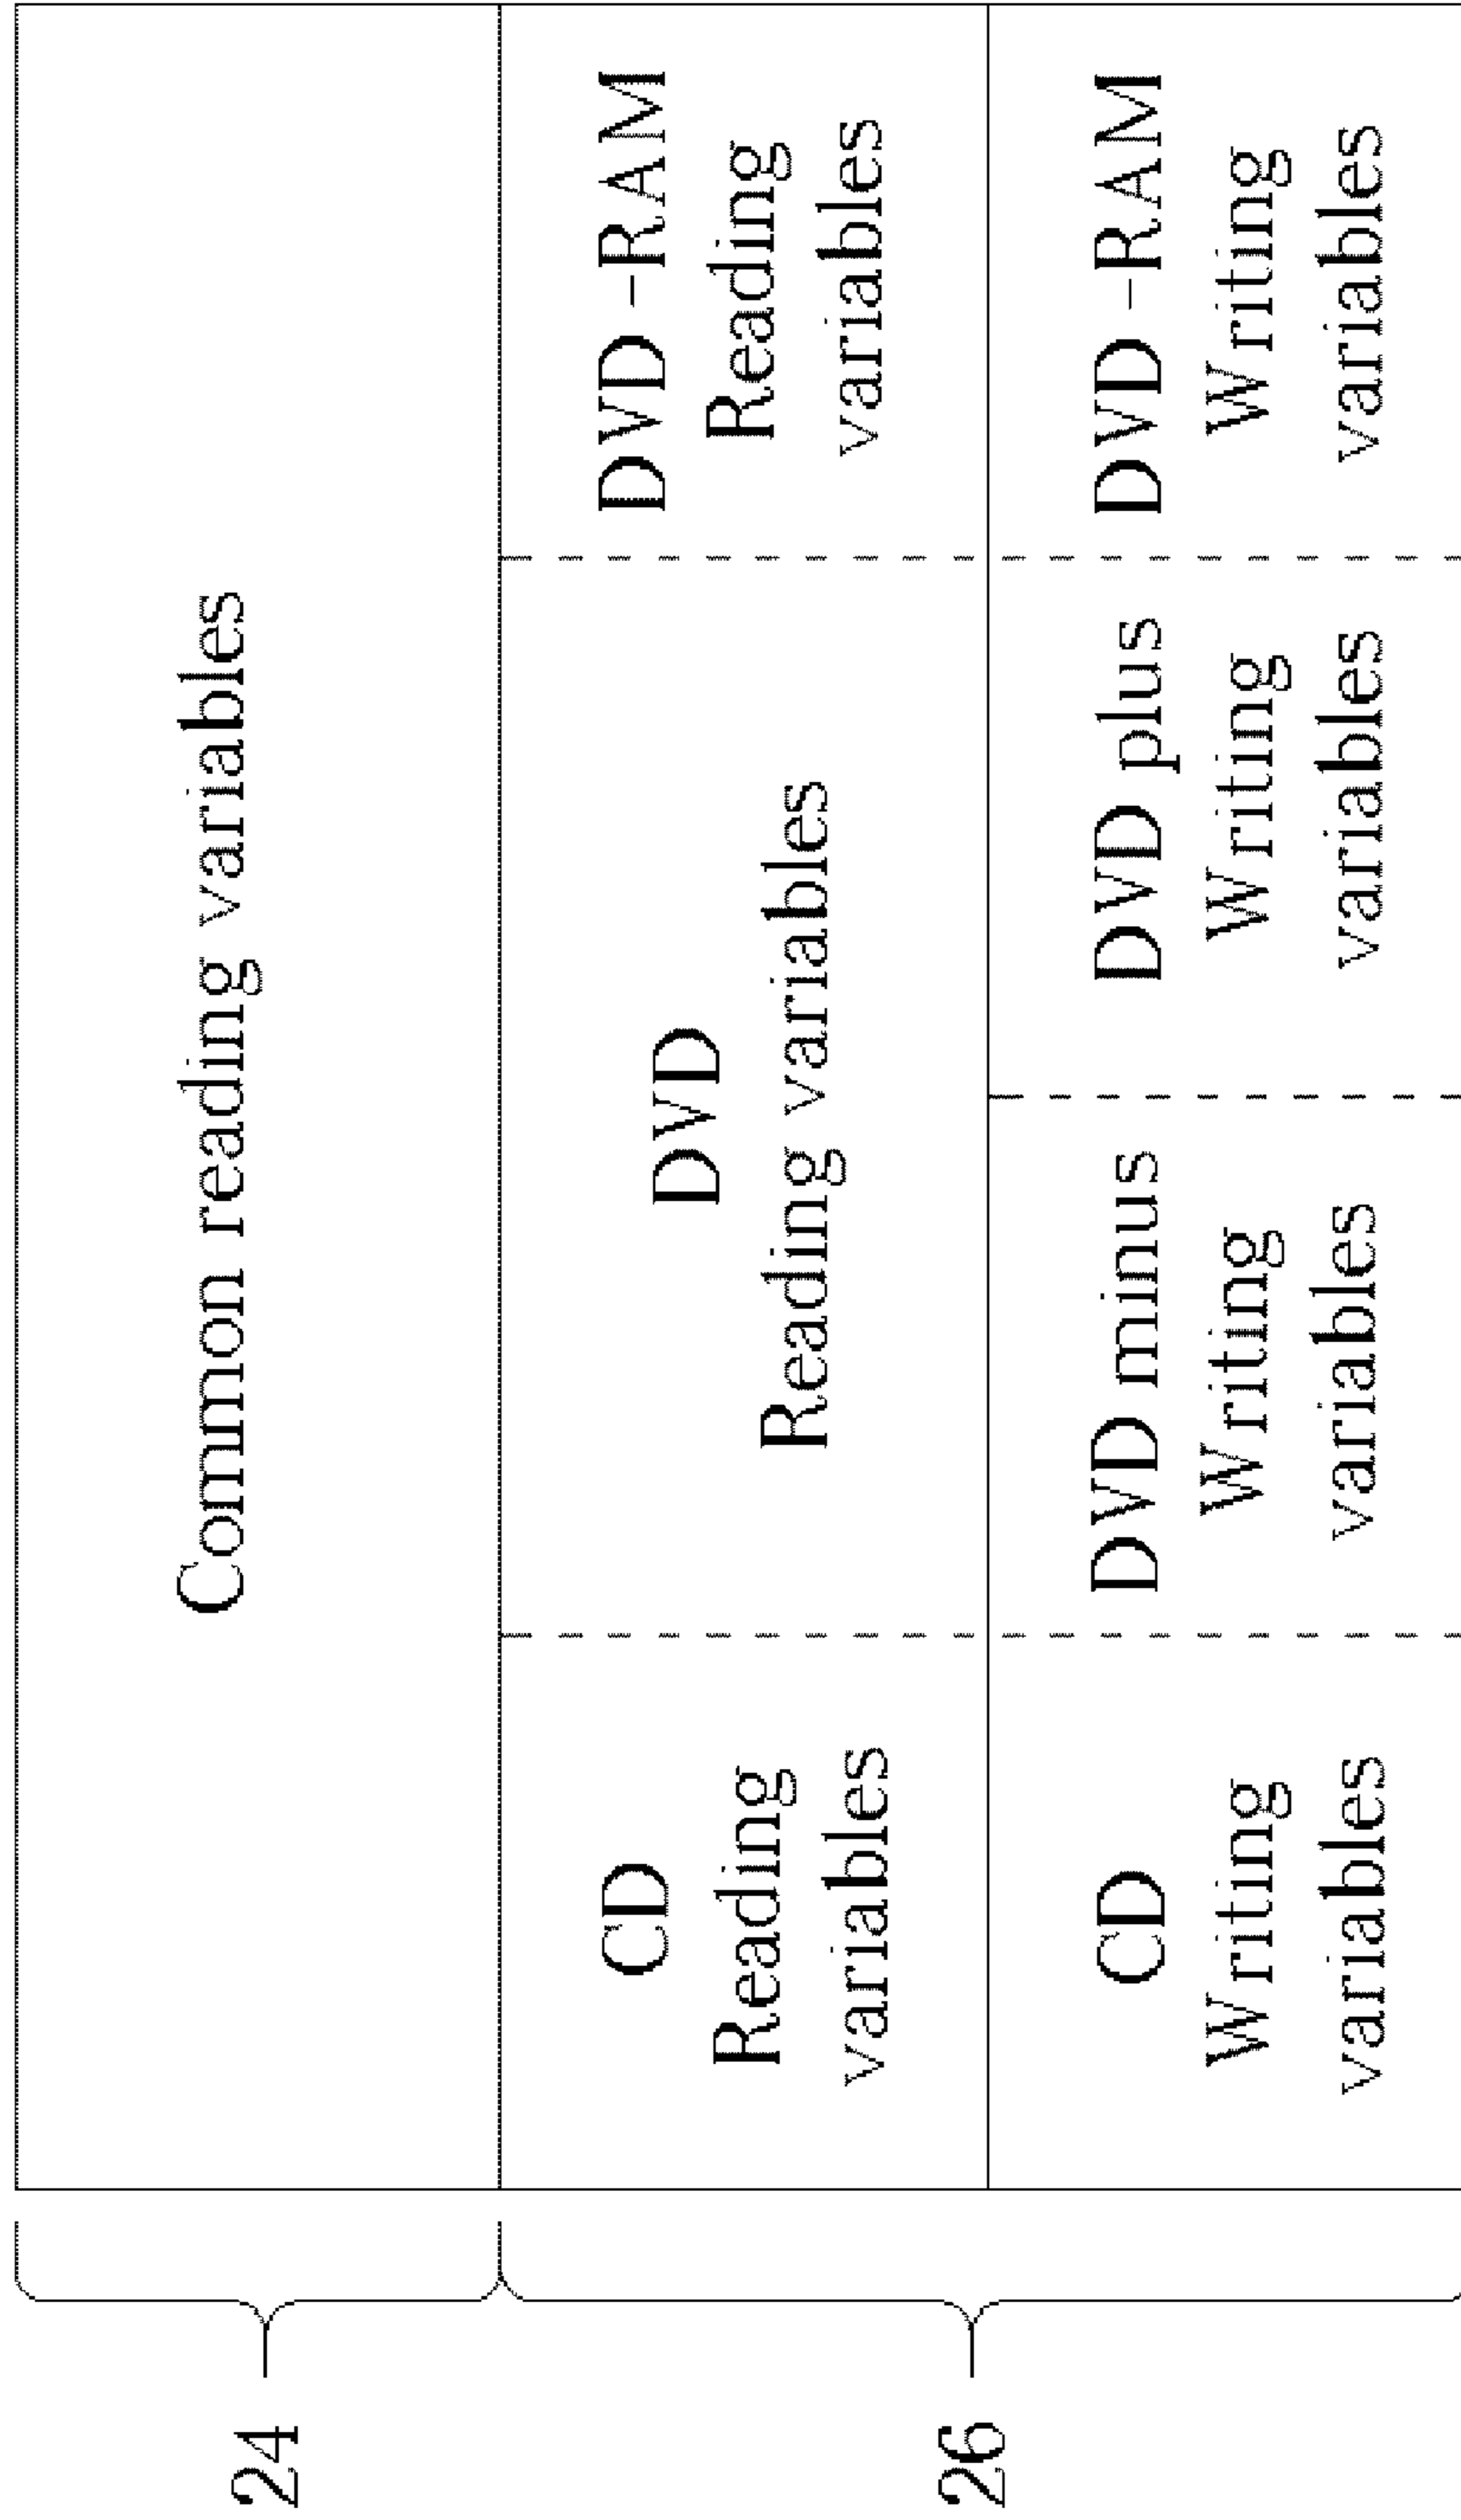 24
Common reading variables
26
CD
Reading
variables
DVD
Reading variables
DVD-RAM
Reading
variables
CD
Writing
variables
DVD minus
Writing
variables
DVD plus
Writing
variables
DVD-RAM
Writing
variables